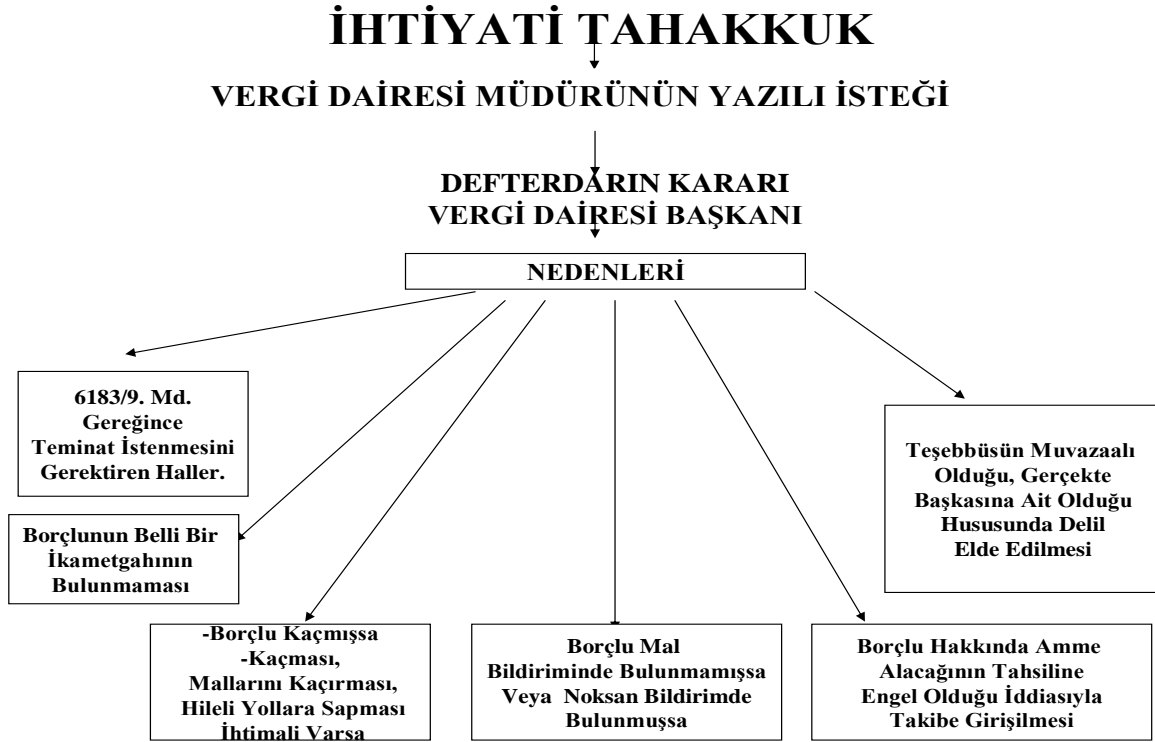 İHTİYATİ TAHAKKUK
VERGİ DAİRESİ MÜDÜRÜNÜN YAZILI İSTEĞİ
DEFTERDARIN KARARI
VERGİ DAİRESİ BAŞKANI
NEDENLERİ
6183/9. Md.
Gereğince
Teminat İstenmesini
Gerektiren Haller.
Borçlunun Belli Bir
İkametgahının
Bulunmaması
-Borçlu Kaçmışsa
-Kaçması,
Mallarını Kaçırması,
Hileli Yollara Sapması
İhtimali Varsa
Borçlu Mal
Bildiriminde Bulunmamışsa
Veya Noksan Bildirimde
Bulunmuşsa
Borçlu Hakkında Amme
Alacağının Tahsiline
Engel Olduğu İddiasıyla
Takibe Girişilmesi
Teşebbüsün Muvazaalı
Olduğu, Gerçekte
Başkasına Ait Olduğu
Hususunda Delil
Elde Edilmesi